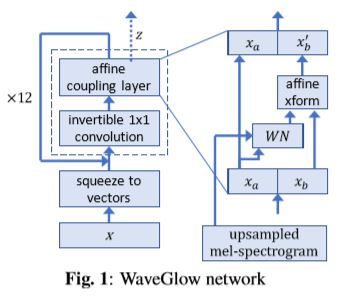 z
x_a
x_b'
affine
coupling layer
affine
xform
×12
invertible 1x1
convolution
WN
squeeze to
vectors
x_a
x_b
x
upsampled
mel-spectrogram
Fig. 1: WaveGlow network